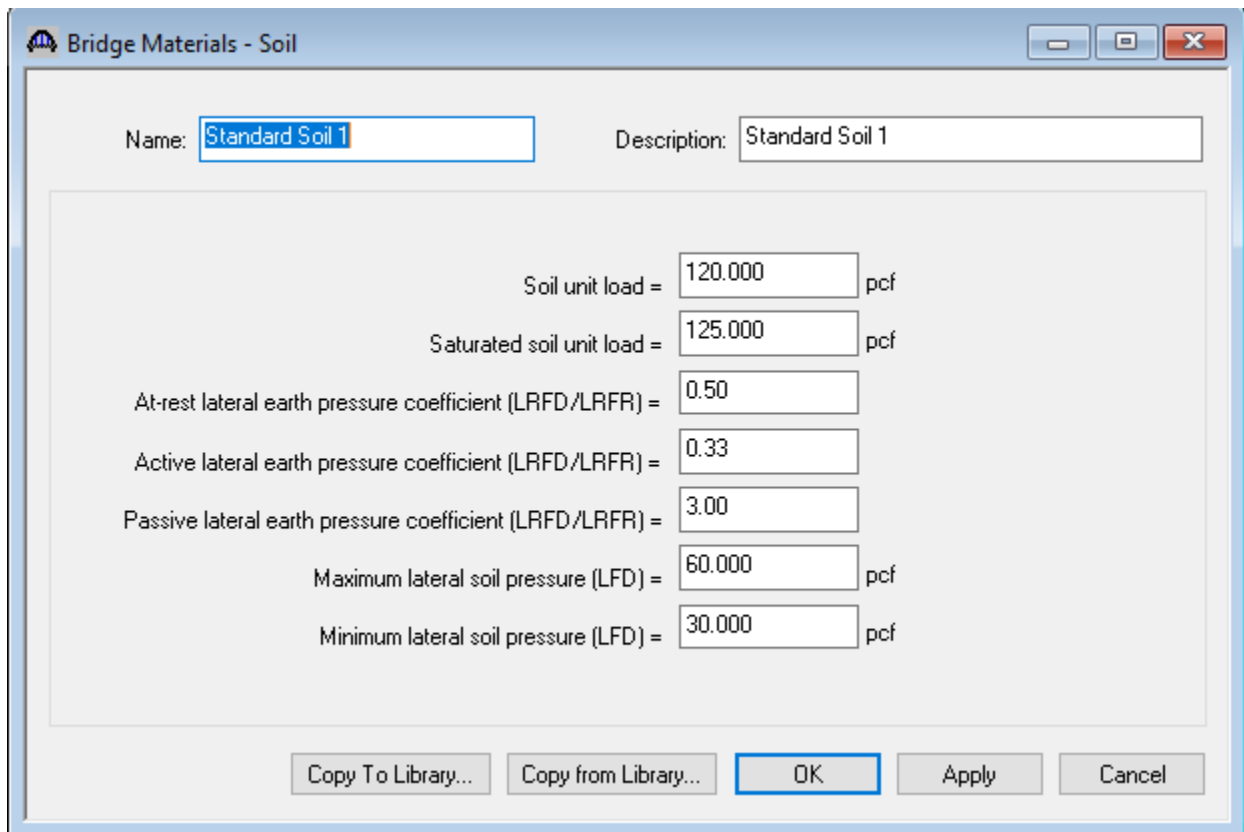 Bridge Materials - Soil
Name: Standard Soil 1 Description: Standard Soil 1
Soil unit load = 120.000 pcf
Saturated soil unit load = 125.000 pcf
At-rest lateral earth pressure coefficient (LRFD/LRFR) = 0.50
Active lateral earth pressure coefficient (LRFD/LRFR) = 0.33
Passive lateral earth pressure coefficient (LRFD/LRFR) = 3.00
Maximum lateral soil pressure (LFD) = 60.000 pcf
Minimum lateral soil pressure (LFD) = 30.000 pcf
Copy To Library... Copy from Library... OK Apply Cancel